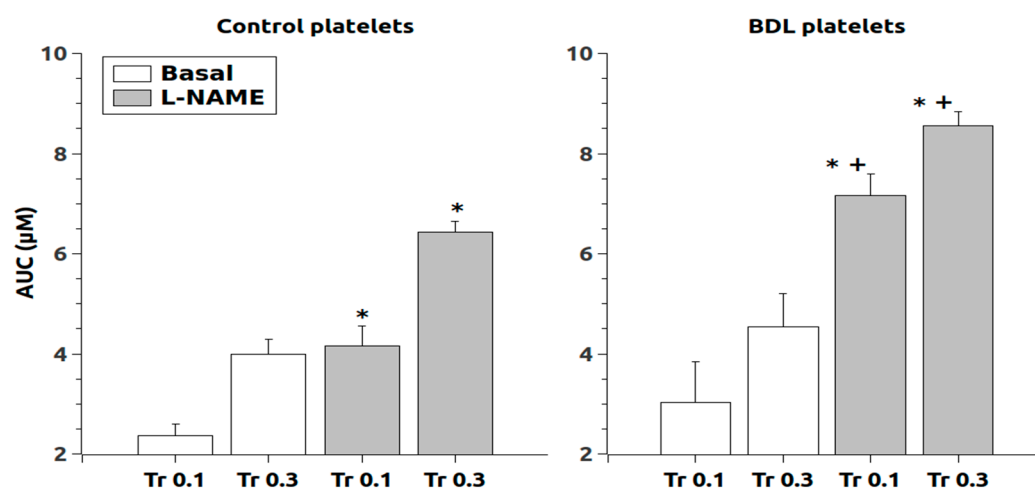 Control platelets
BDL platelets
Basal
L-NAME
AUC (μM)
10
8
6
4
2
*
*
Tr 0.1 Tr 0.3 Tr 0.1 Tr 0.3
10
8
6
4
2
* +
* +
Tr 0.1 Tr 0.3 Tr 0.1 Tr 0.3